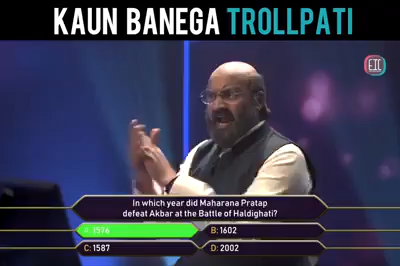 KAUN BANEGA TROLLPATI
EIC
In which year did Maharana Pratap
defeat Akbar at the Battle of Haldighati?
A: 1576
B: 1602
C: 1587
D: 2002